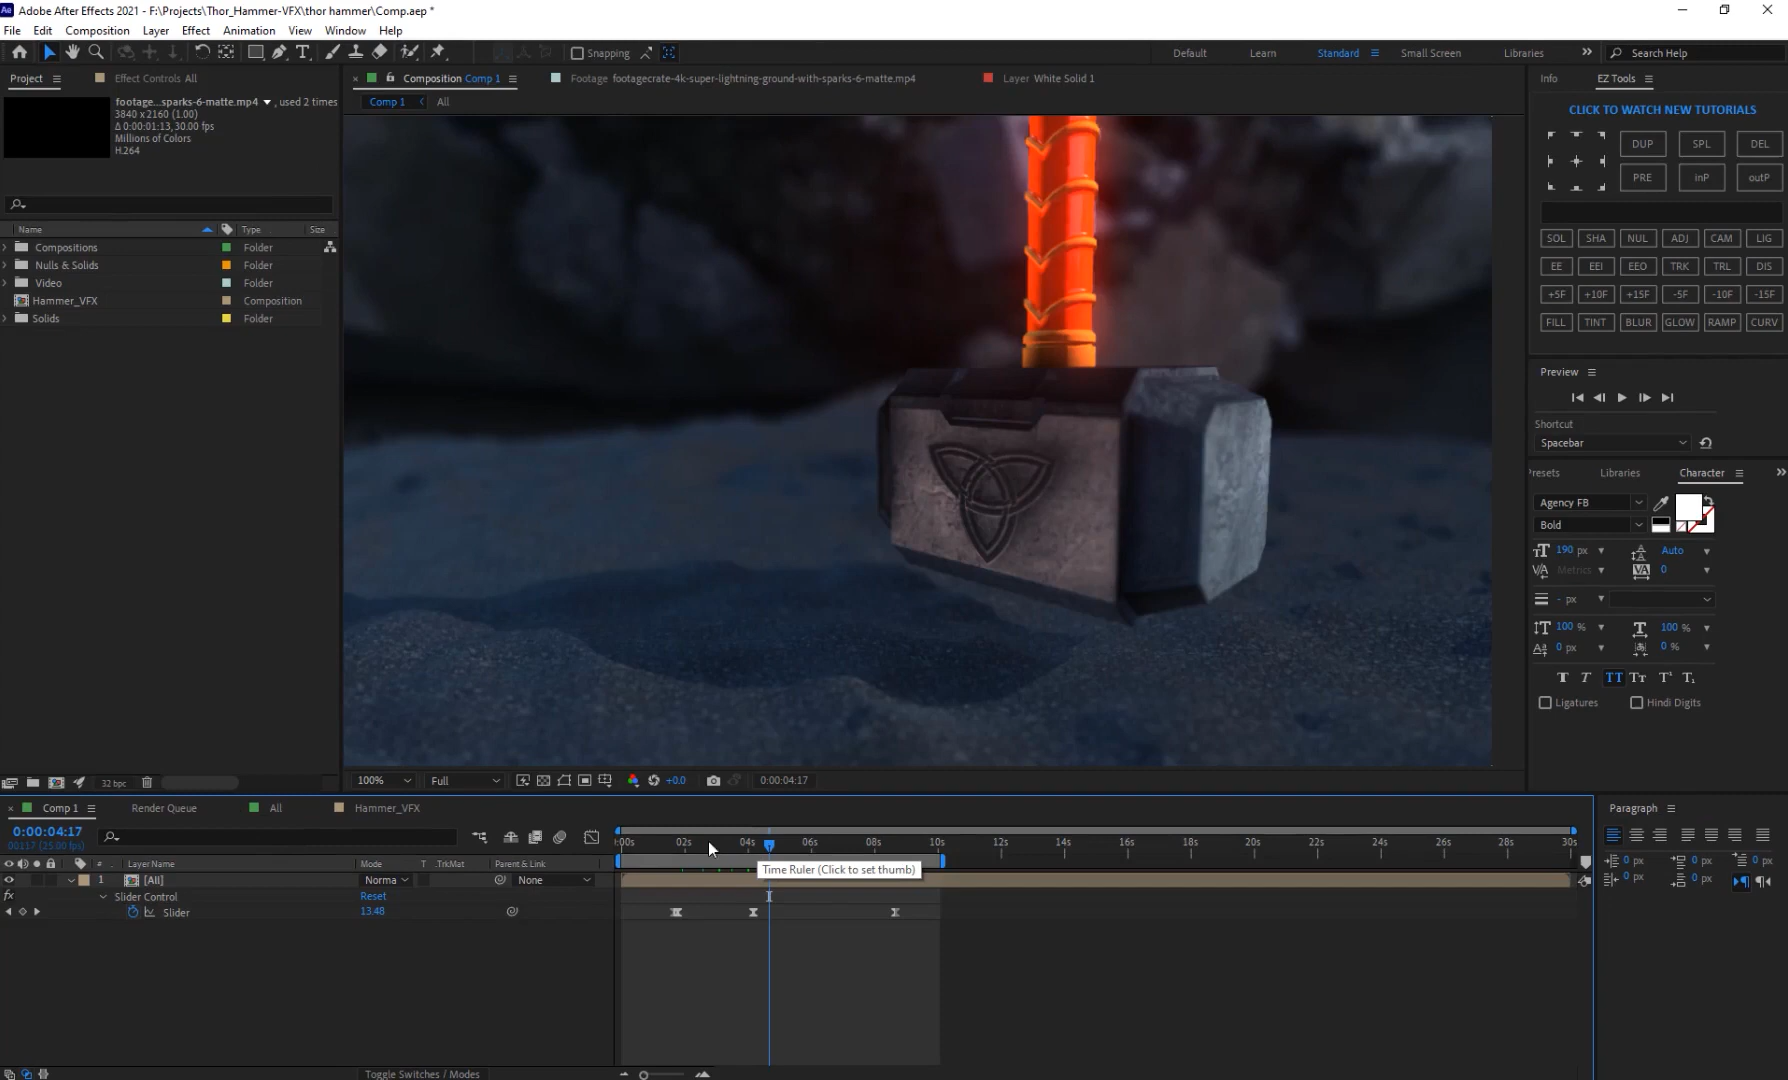 Adobe After Effects 2021 - F:\Projects\Thor_Hammer-VFX\thor hammer\Comp.aep *
File Edit Composition Layer Effect Animation View Window Help
Snapping Default Learn Standard Small Screen Libraries Search Help
Project Effect Controls All Composition Comp 1 Footage footagecrate-4k-super-lightning-ground-with-sparks-6-matte.mp4 Layer White Solid 1 Info EZ Tools
Comp 1 All
footage...sparks-6-matte.mp4 , used 2 times
3840 x 2160 (1.00)
Δ 0:00:01:13, 30.00 fps
Millions of Colors
H.264
Name Type Size
Compositions Folder
Nulls & Solids Folder
Video Folder
Hammer_VFX Composition
Solids Folder
CLICK TO WATCH NEW TUTORIALS
DUP SPL DEL
PRE inP outP
SOL SHA NUL ADJ CAM LIG
EE EEI EEO TRK TRL DIS
+5F +10F +15F -5F -10F -15F
FILL TINT BLUR GLOW RAMP CURV
Preview
Shortcut
Spacebar
Presets Libraries Character
Agency FB
Bold
190 px Auto
Metrics 0
- px
100 % 100 %
0 px 0 %
Ligatures Hindi Digits
32 bpc
100% Full +0.0 0:00:04:17
Comp 1 Render Queue All Hammer_VFX
0:00:04:17
00117 (25.00 fps)
:00s 02s 04s 06s 08s 10s 12s 14s 16s 18s 20s 22s 24s 26s 28s 30s
# Layer Name Mode T .TrkMat Parent & Link
1 [All] Norma None
Time Ruler (Click to set thumb)
Slider Control Reset
Slider 13.48
Toggle Switches / Modes
Paragraph
0 px 0 px 0 px
0 px 0 px